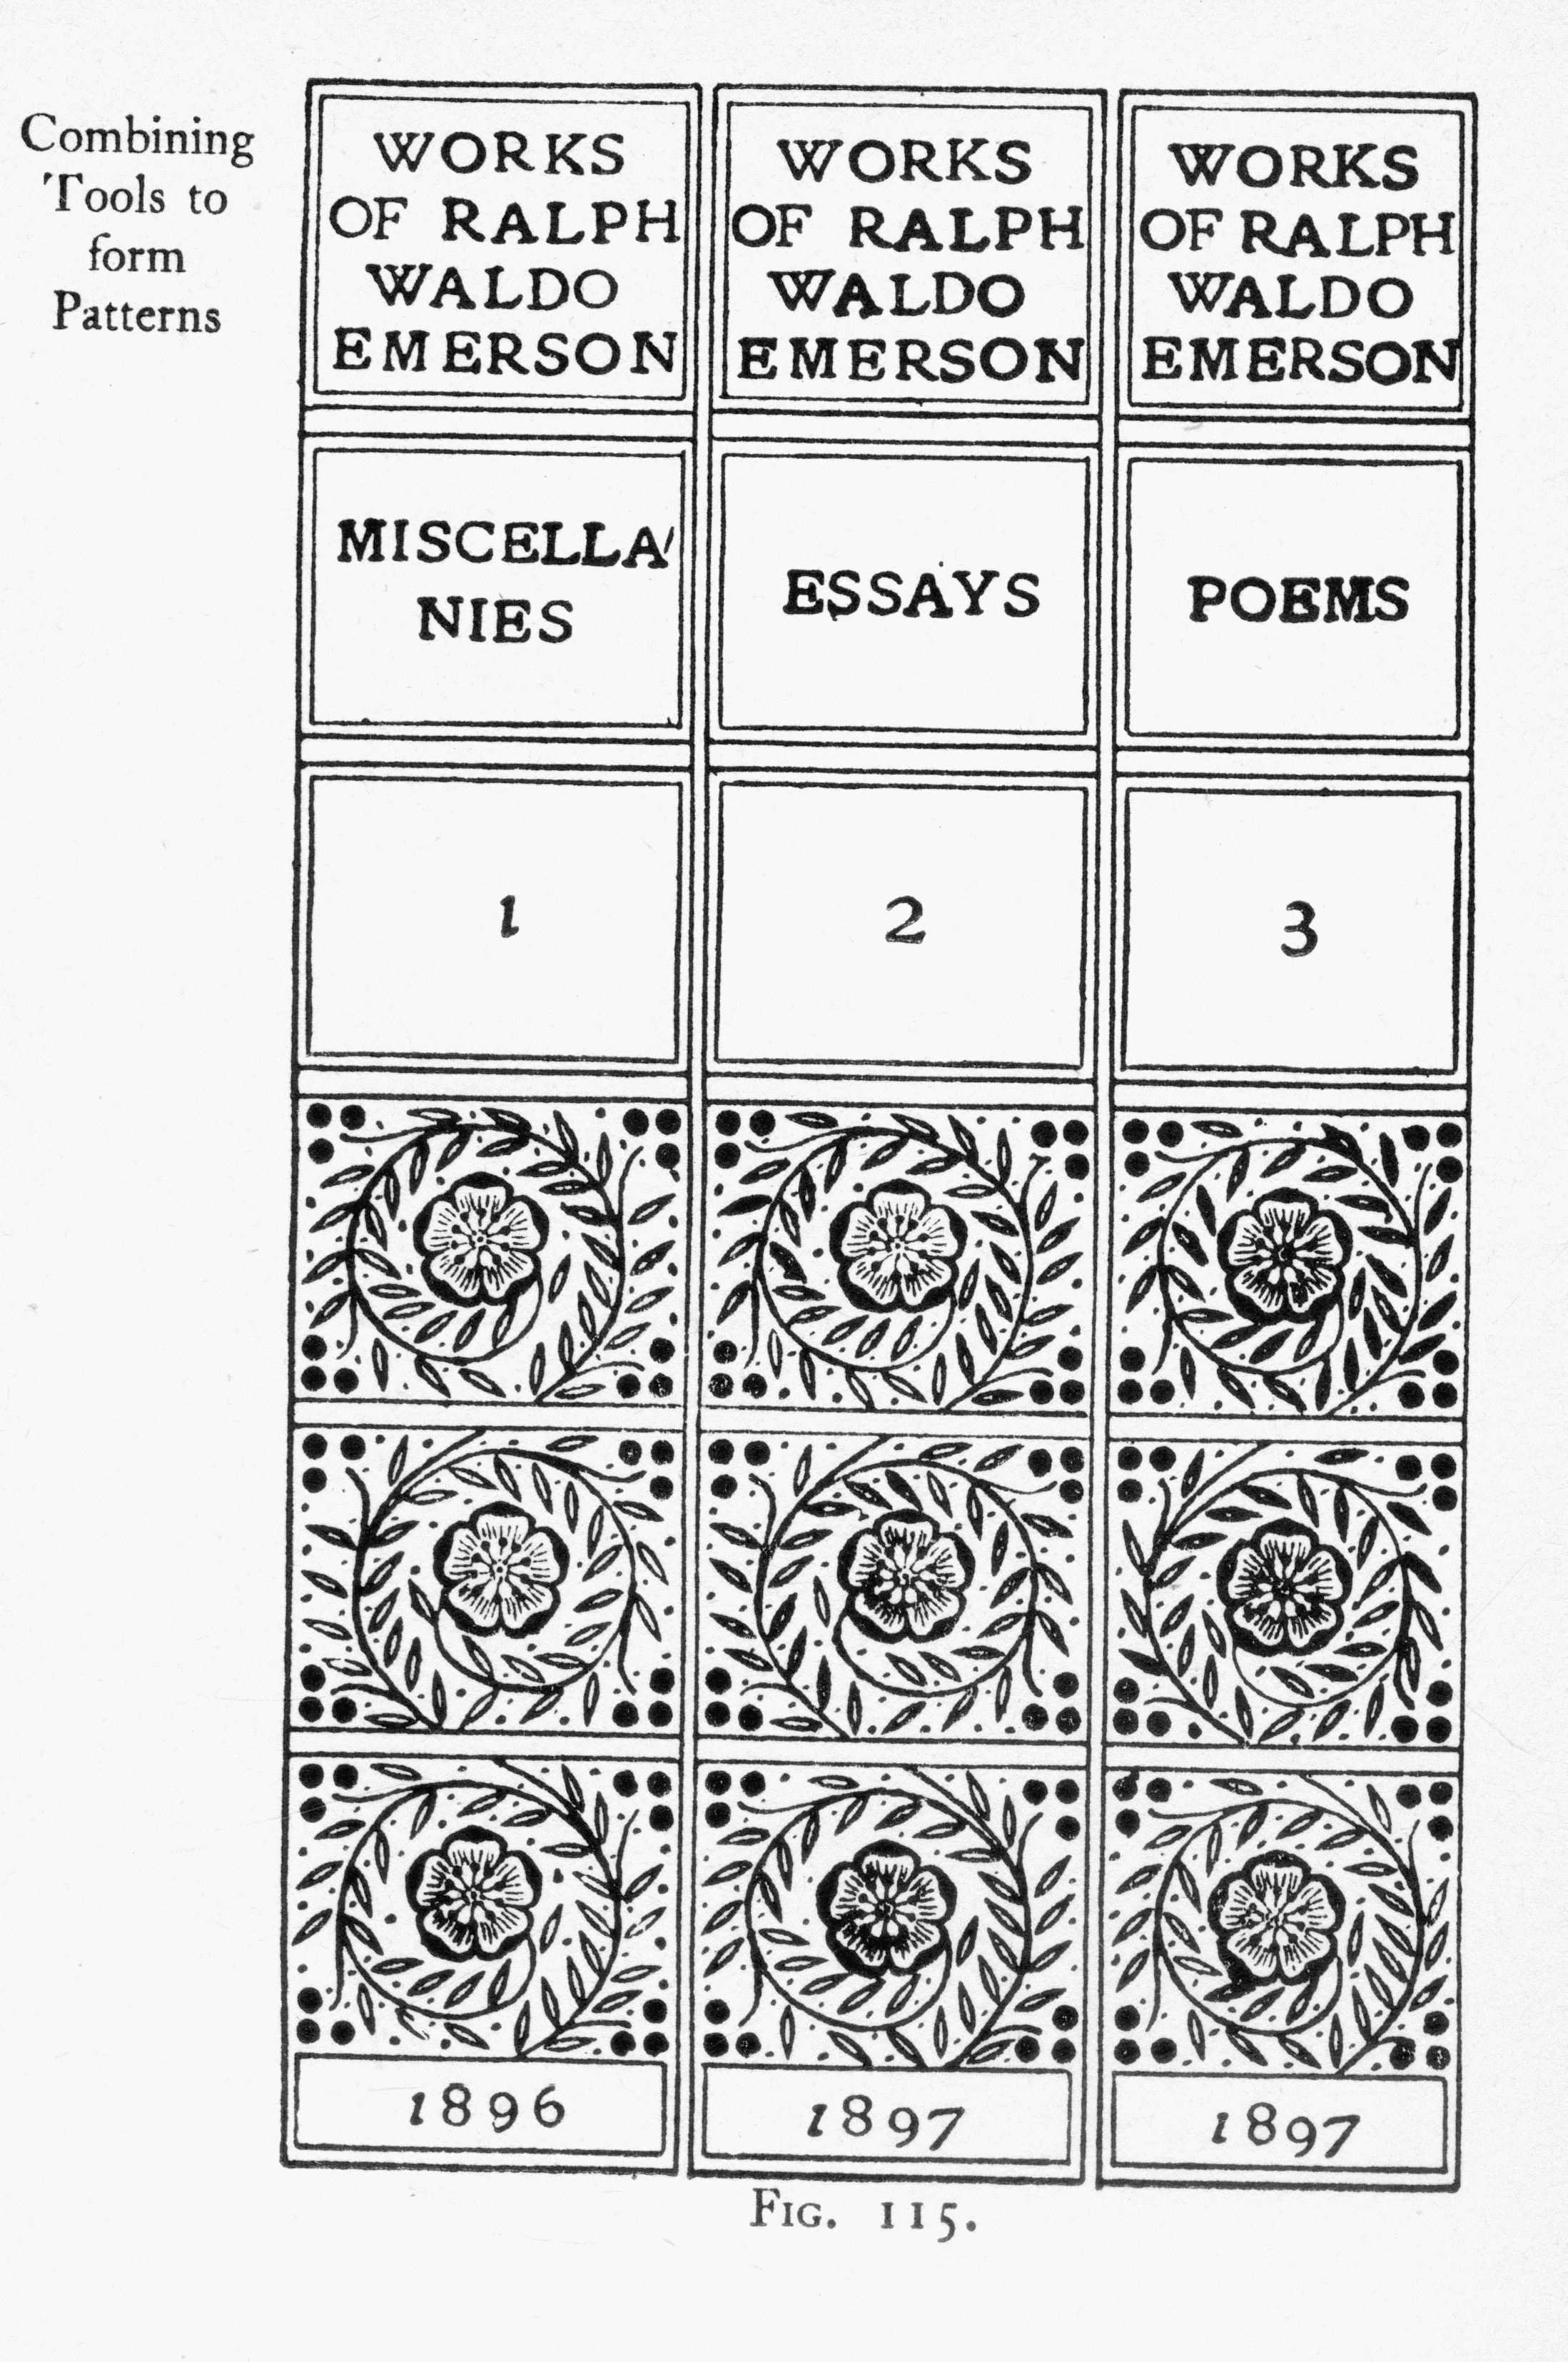 Combining
Tools to
form
Patterns
WORKS
OF RALPH
WALDO
EMERSON
MISCELLA/
NIES
1
1896
WORKS
OF RALPH
WALDO
EMERSON
ESSAYS
2
1897
WORKS
OF RALPH
WALDO
EMERSON
POEMS
3
1897
FIG. 115.